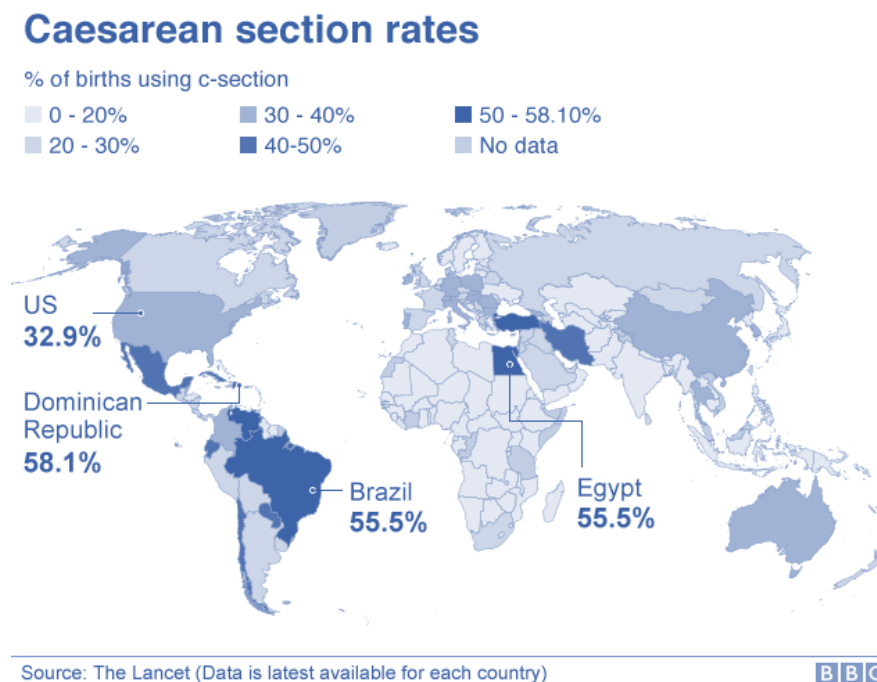 Caesarean section rates
% of births using c-section
0 - 20%
30 - 40%
50 - 58.10%
20 - 30%
40-50%
No data
US
32.9%
Dominican
Republic
58.1%
Brazil
55.5%
Egypt
55.5%
Source: The Lancet (Data is latest available for each country)
BBC